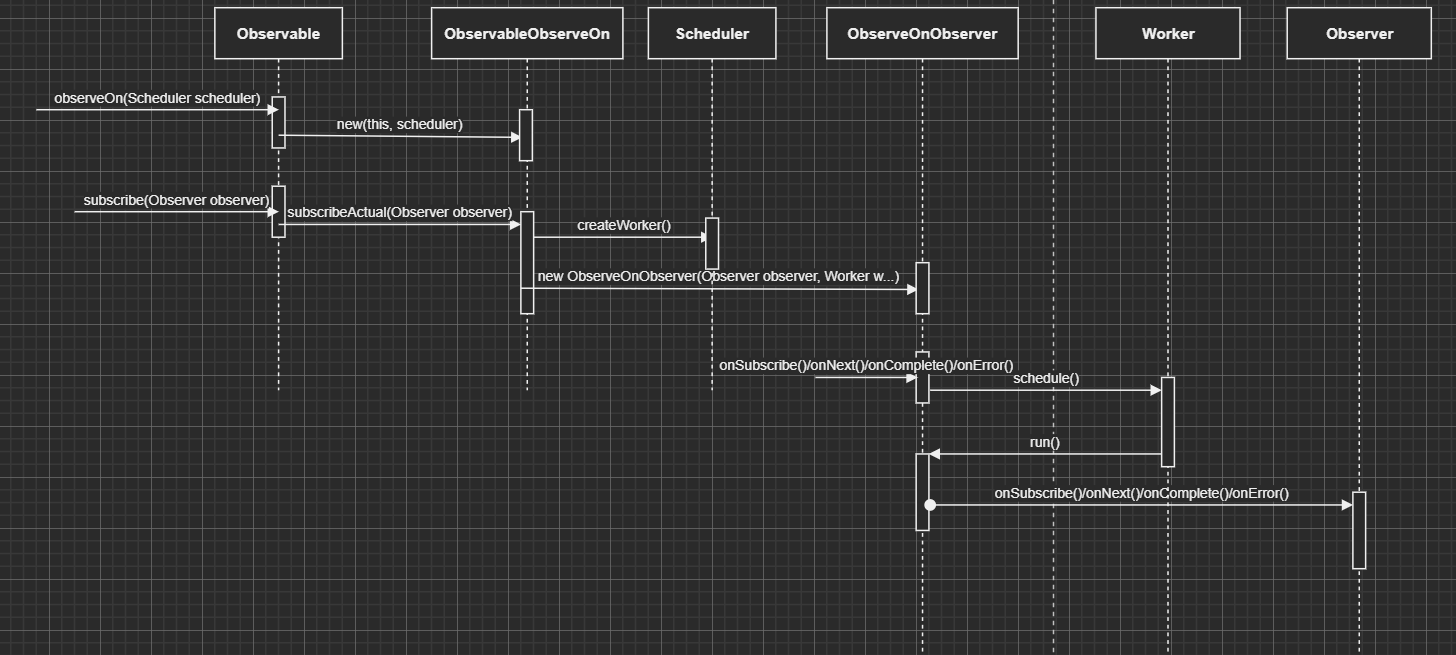 Observable
ObservableObserveOn
Scheduler
ObserveOnObserver
Worker
Observer
observeOn(Scheduler scheduler)
new(this, scheduler)
subscribe(Observer observer)
subscribeActual(Observer observer)
createWorker()
new ObserveOnObserver(Observer observer, Worker w...)
onSubscribe()/onNext()/onComplete()/onError()
schedule()
run()
onSubscribe()/onNext()/onComplete()/onError()